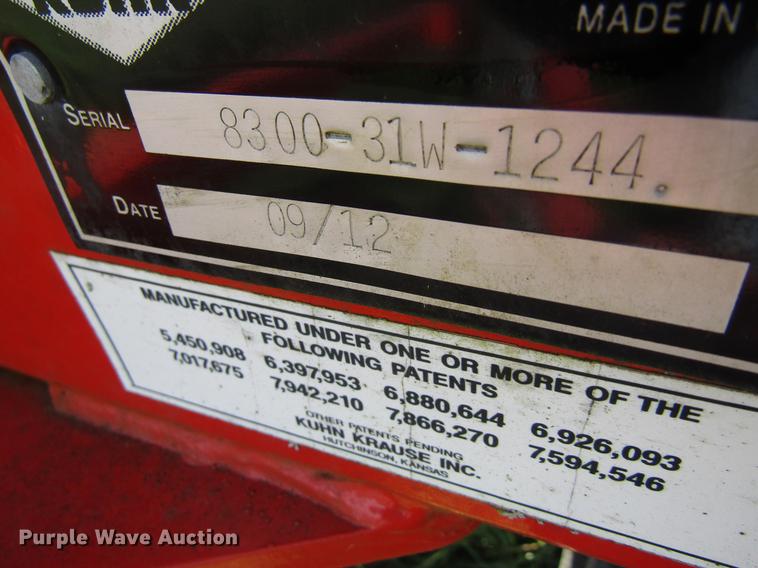 MADE IN
SERIAL 8300-31W-1244.
DATE 09/12
MANUFACTURED UNDER ONE OR MORE OF THE
FOLLOWING PATENTS
5,450,908 6,397,953 6,880,644 6,926,093
7,017,675 7,942,210 7,866,270 7,594,546
OTHER PATENTS PENDING
KUHN KRAUSE INC.
HUTCHINSON, KANSAS
Purple Wave Auction